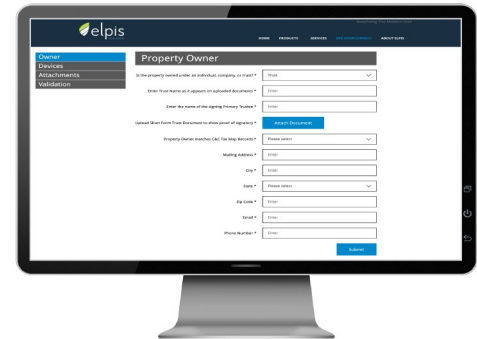 elpis
HOME PRODUCTS SERVICES ABOUT ELPIS
Owner
Devices
Attachments
Validation
Property Owner
Is the property owned under an individual, company, or trust? * Trust
Enter Trust Name as it appears on uploaded documents * Enter
Enter the name of the signing Primary Trustee * Enter
Upload Short Form Trust Document to show proof of signatory * Attach Document
Property Owner matches C&C Tax Map Records * Please select
Mailing Address * Enter
City * Enter
State * Please select
Zip Code * Enter
Email * Enter
Phone Number * Enter
Submit